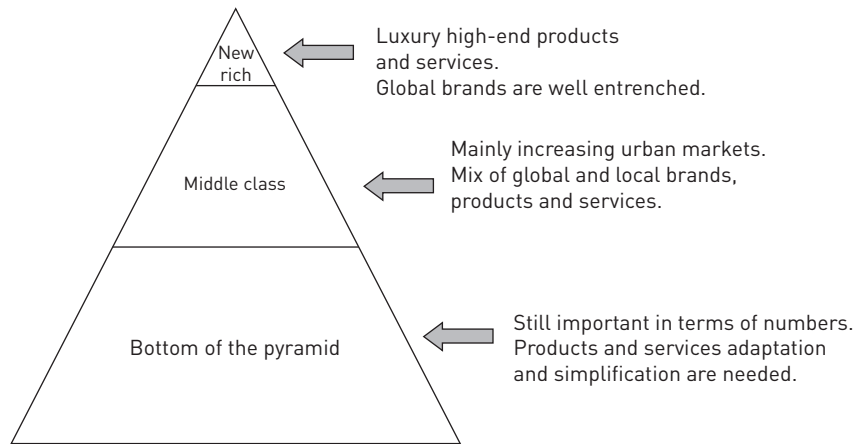 New
rich
Luxury high-end products
and services.
Global brands are well entrenched.
Middle class
Mainly increasing urban markets.
Mix of global and local brands,
products and services.
Bottom of the pyramid
Still important in terms of numbers.
Products and services adaptation
and simplification are needed.